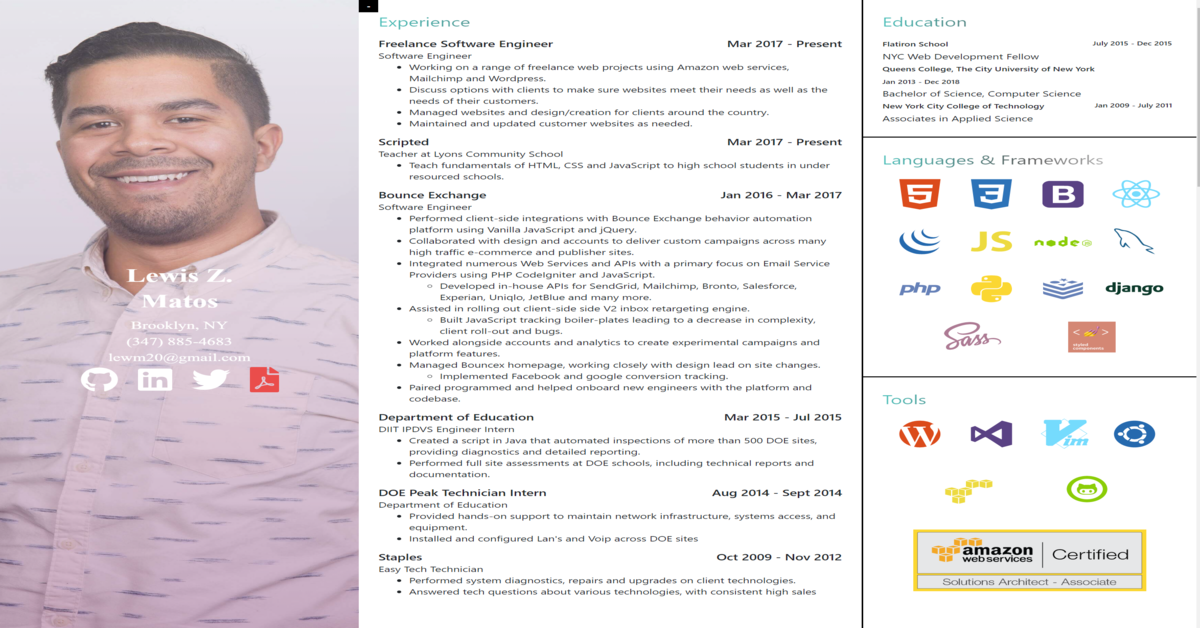 Lewis Z.
Matos
Brooklyn, NY
(347) 885-4683
lewm20@gmail.com
-
Experience
Freelance Software Engineer Mar 2017 - Present
Software Engineer
• Working on a range of freelance web projects using Amazon web services,
Mailchimp and Wordpress.
• Discuss options with clients to make sure websites meet their needs as well as the
needs of their customers.
• Managed websites and design/creation for clients around the country.
• Maintained and updated customer websites as needed.
Scripted Mar 2017 - Present
Teacher at Lyons Community School
• Teach fundamentals of HTML, CSS and JavaScript to high school students in under
resourced schools.
Bounce Exchange Jan 2016 - Mar 2017
Software Engineer
• Performed client-side integrations with Bounce Exchange behavior automation
platform using Vanilla JavaScript and jQuery.
• Collaborated with design and accounts to deliver custom campaigns across many
high traffic e-commerce and publisher sites.
• Integrated numerous Web Services and APIs with a primary focus on Email Service
Providers using PHP CodeIgniter and JavaScript.
◦ Developed in-house APIs for SendGrid, Mailchimp, Bronto, Salesforce,
Experian, Uniqlo, JetBlue and many more.
• Assisted in rolling out client-side side V2 inbox retargeting engine.
◦ Built JavaScript tracking boiler-plates leading to a decrease in complexity,
client roll-out and bugs.
• Worked alongside accounts and analytics to create experimental campaigns and
platform features.
• Managed Bouncex homepage, working closely with design lead on site changes.
◦ Implemented Facebook and google conversion tracking.
• Paired programmed and helped onboard new engineers with the platform and
codebase.
Department of Education Mar 2015 - Jul 2015
DIIT IPDVS Engineer Intern
• Created a script in Java that automated inspections of more than 500 DOE sites,
providing diagnostics and detailed reporting.
• Performed full site assessments at DOE schools, including technical reports and
documentation.
DOE Peak Technician Intern Aug 2014 - Sept 2014
Department of Education
• Provided hands-on support to maintain network infrastructure, systems access, and
equipment.
• Installed and configured Lan's and Voip across DOE sites
Staples Oct 2009 - Nov 2012
Easy Tech Technician
• Performed system diagnostics, repairs and upgrades on client technologies.
• Answered tech questions about various technologies, with consistent high sales
Education
Flatiron School July 2015 - Dec 2015
NYC Web Development Fellow
Queens College, The City University of New York
Jan 2013 - Dec 2018
Bachelor of Science, Computer Science
New York City College of Technology Jan 2009 - July 2011
Associates in Applied Science
Languages & Frameworks
5 3 B
JS node
php django
Sass < > styled
components
Tools
W Vim
amazon
webservices Certified
Solutions Architect - Associate